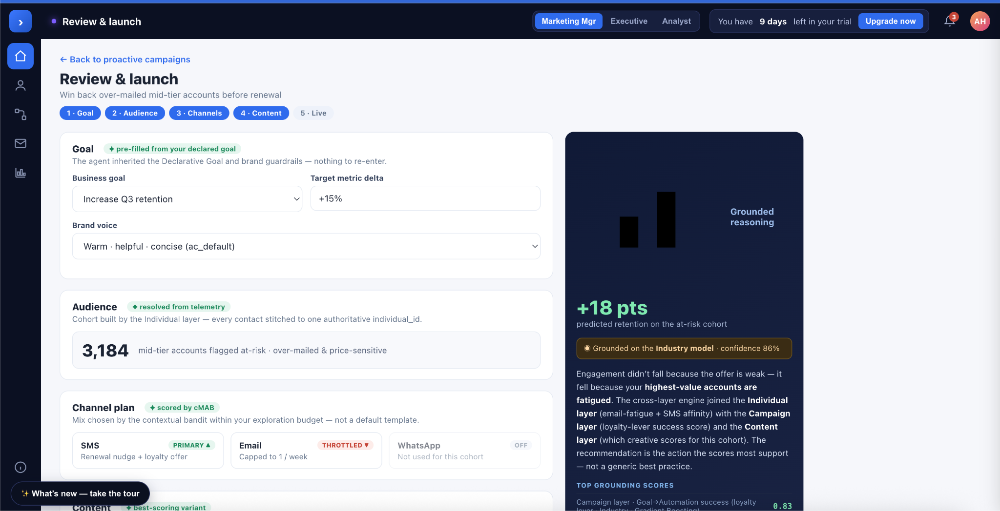 Review & launch
Marketing Mgr
Executive
Analyst
You have 9 days left in your trial
Upgrade now
3
AH
← Back to proactive campaigns
Review & launch
Win back over-mailed mid-tier accounts before renewal
1 · Goal
2 · Audience
3 · Channels
4 · Content
5 · Live
Goal
✦ pre-filled from your declared goal
The agent inherited the Declarative Goal and brand guardrails — nothing to re-enter.
Business goal
Target metric delta
Increase Q3 retention
+15%
Brand voice
Warm · helpful · concise (ac_default)
Audience
✦ resolved from telemetry
Cohort built by the Individual layer — every contact stitched to one authoritative individual_id.
3,184 mid-tier accounts flagged at-risk · over-mailed & price-sensitive
Channel plan
✦ scored by cMAB
Mix chosen by the contextual bandit within your exploration budget — not a default template.
SMS
PRIMARY ▲
Renewal nudge + loyalty offer
Email
THROTTLED ▼
Capped to 1 / week
WhatsApp
OFF
Not used for this cohort
Content
✦ best-scoring variant
✨ What's new — take the tour
Grounded
reasoning
+18 pts
predicted retention on the at-risk cohort
◉ Grounded on the Industry model · confidence 86%
Engagement didn’t fall because the offer is weak — it
fell because your highest-value accounts are
fatigued. The cross-layer engine joined the Individual
layer (email-fatigue + SMS affinity) with the Campaign
layer (loyalty-lever success score) and the Content
layer (which creative scores for this cohort). The
recommendation is the action the scores most support
— not a generic best practice.
TOP GROUNDING SCORES
Campaign layer · Goal→Automation success (loyalty
lever · Industry · Gradient Boosting)
0.83